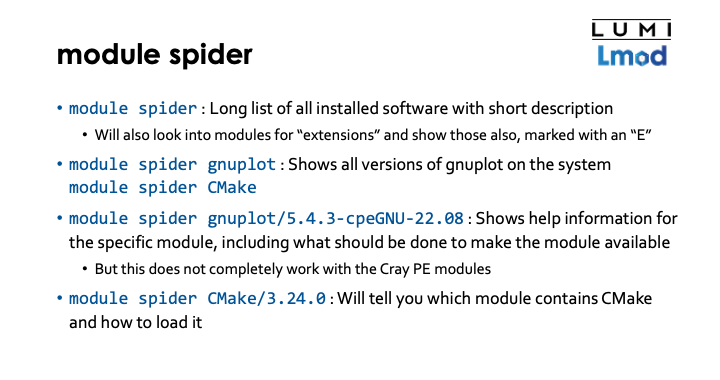 LUMI
Lmod
module spider
• module spider : Long list of all installed software with short description
• Will also look into modules for “extensions” and show those also, marked with an “E”
• module spider gnuplot : Shows all versions of gnuplot on the system
module spider CMake
• module spider gnuplot/5.4.3-cpeGNU-22.08 : Shows help information for
the specific module, including what should be done to make the module available
• But this does not completely work with the Cray PE modules
• module spider CMake/3.24.0 : Will tell you which module contains CMake
and how to load it